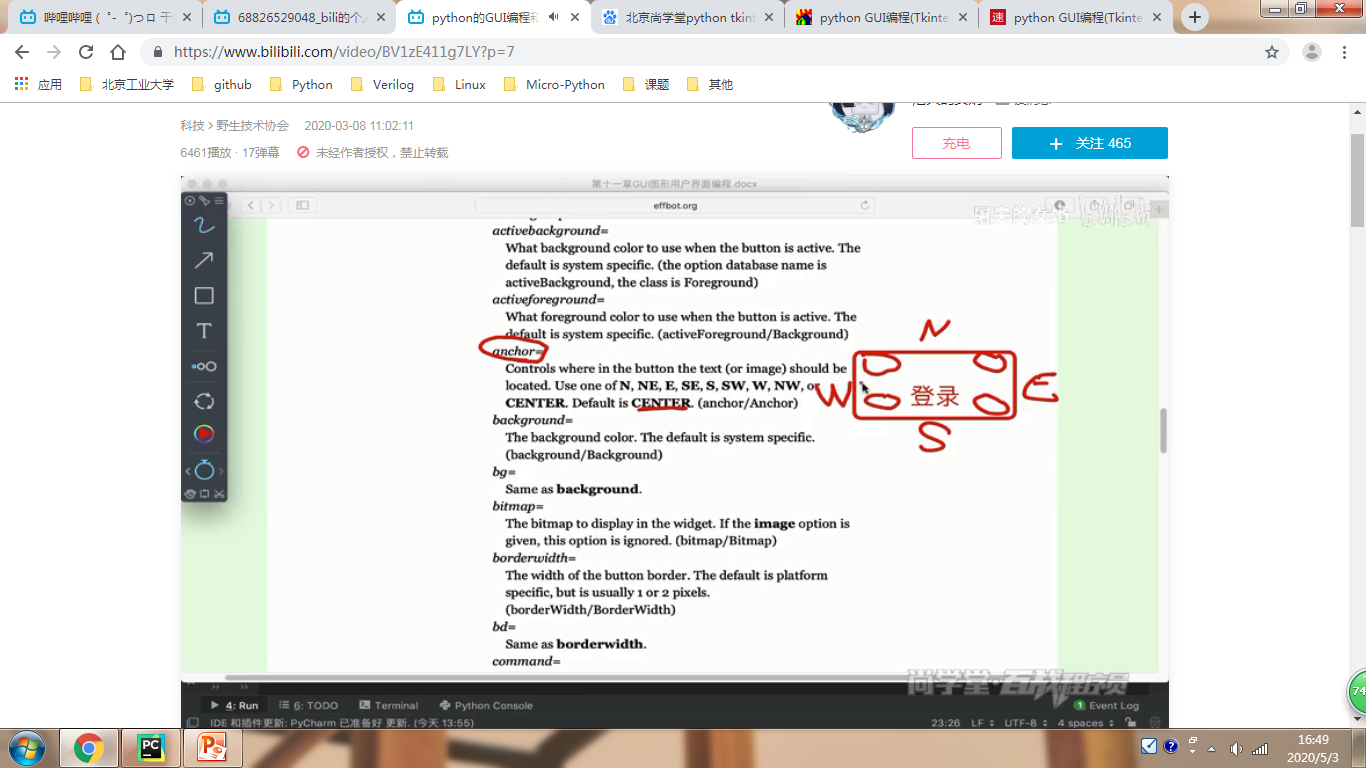 哔哩哔哩 ( ゜- ゜)つロ 干
68826529048_bili的个人
python的GUI编程和
北京尚学堂python tkint
python GUI编程(Tkinte
python GUI编程(Tkinte
https://www.bilibili.com/video/BV1zE411g7LY?p=7
应用 北京工业大学 github Python Verilog Linux Micro-Python 课题 其他
科技 > 野生技术协会 2020-03-08 11:02:11
6461播放 · 17弹幕 未经作者授权，禁止转载
充电
+ 关注 465
第十一章GUI图形用户界面编程.docx
effbot.org
activebackground=
What background color to use when the button is active. The
default is system specific. (the option database name is
activeBackground, the class is Foreground)
activeforeground=
What foreground color to use when the button is active. The
default is system specific. (activeForeground/Background)
anchor=
Controls where in the button the text (or image) should be
located. Use one of N, NE, E, SE, S, SW, W, NW, or
CENTER. Default is CENTER. (anchor/Anchor)
N
W
登录
E
S
background=
The background color. The default is system specific.
(background/Background)
bg=
Same as background.
bitmap=
The bitmap to display in the widget. If the image option is
given, this option is ignored. (bitmap/Bitmap)
borderwidth=
The width of the button border. The default is platform
specific, but is usually 1 or 2 pixels.
(borderWidth/BorderWidth)
bd=
Same as borderwidth.
command=
尚学堂·百战程序员
4: Run 6: TODO Terminal Python Console 1 Event Log
IDE 和插件更新: PyCharm 已准备好 更新. (今天 13:55) 23:26 LF UTF-8 4 spaces
74
16:49
2020/5/3